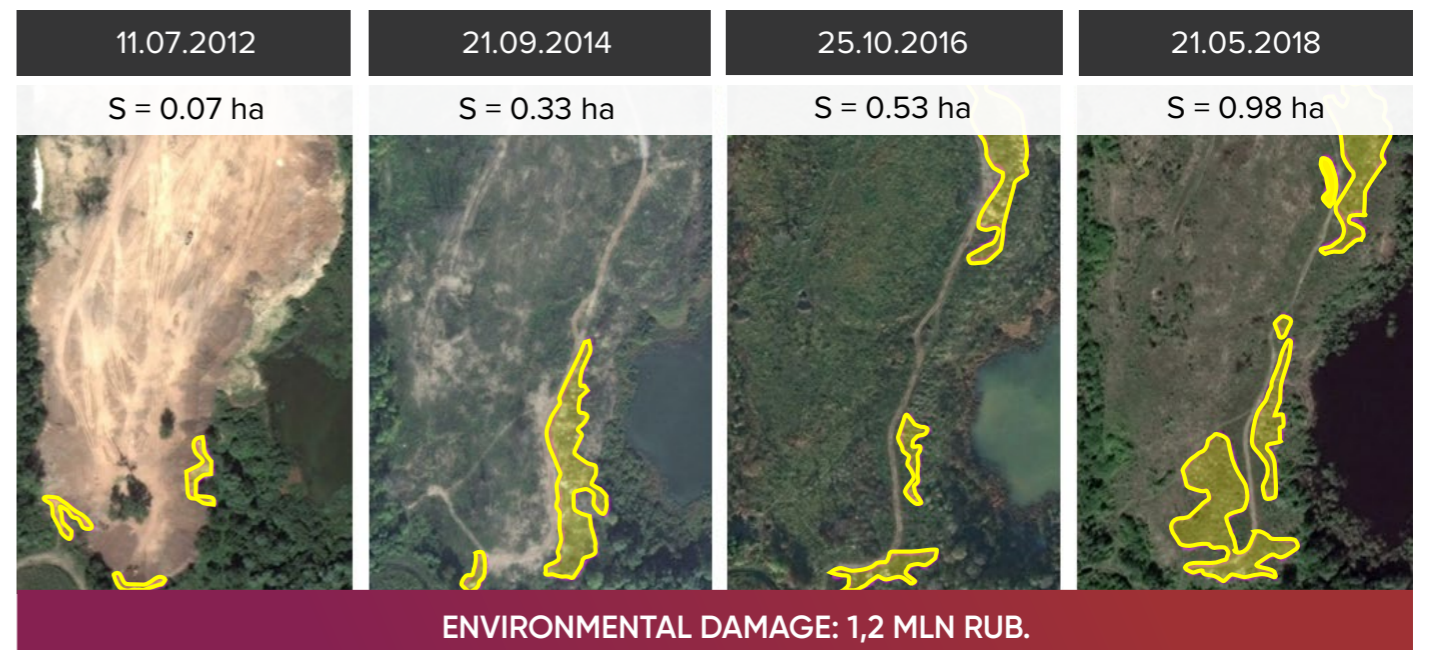 11.07.2012
21.09.2014
25.10.2016
21.05.2018
S = 0.07 ha
S = 0.33 ha
S = 0.53 ha
S = 0.98 ha
ENVIRONMENTAL DAMAGE: 1,2 MLN RUB.